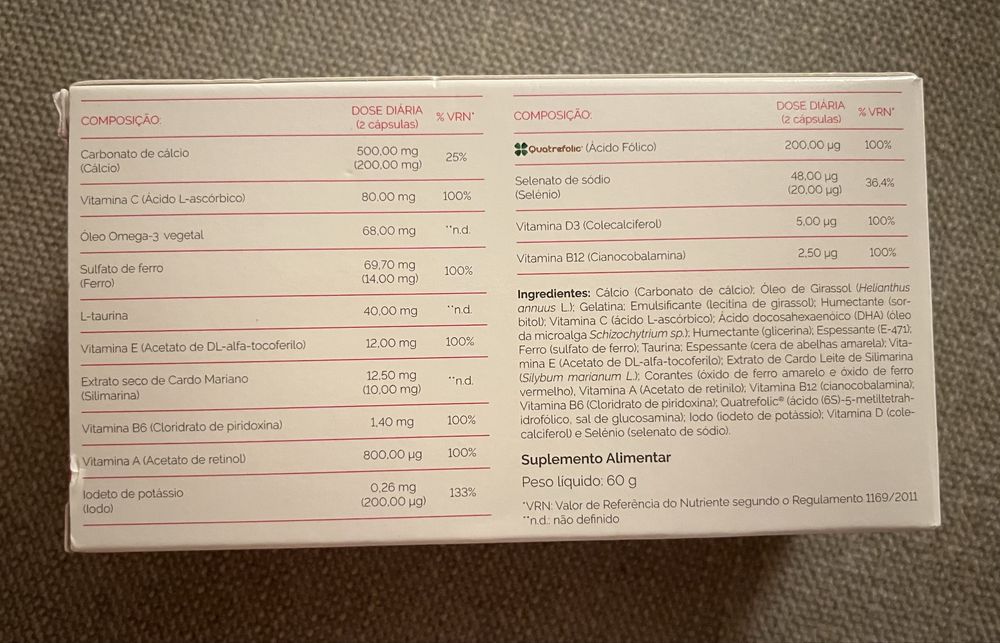 COMPOSIÇÃO: DOSE DIÁRIA (2 cápsulas) % VRN*
Carbonato de cálcio (Cálcio) 500,00 mg (200,00 mg) 25%
Vitamina C (Ácido L-ascórbico) 80,00 mg 100%
Óleo Omega-3 vegetal 68,00 mg **n.d.
Sulfato de ferro (Ferro) 69,70 mg (14,00 mg) 100%
L-taurina 40,00 mg **n.d.
Vitamina E (Acetato de DL-alfa-tocoferilo) 12,00 mg 100%
Extrato seco de Cardo Mariano (Silimarina) 12,50 mg (10,00 mg) **n.d.
Vitamina B6 (Cloridrato de piridoxina) 1,40 mg 100%
Vitamina A (Acetato de retinol) 800,00 µg 100%
Iodeto de potássio (Iodo) 0,26 mg (200,00 µg) 133%
COMPOSIÇÃO: DOSE DIÁRIA (2 cápsulas) % VRN*
Quatrefolic® (Ácido Fólico) 200,00 µg 100%
Selenato de sódio (Selénio) 48,00 µg (20,00 µg) 36,4%
Vitamina D3 (Colecalciferol) 5,00 µg 100%
Vitamina B12 (Cianocobalamina) 2,50 µg 100%
Ingredientes: Cálcio (Carbonato de cálcio); Óleo de Girassol (Helianthus
annuus L.); Gelatina; Emulsificante (lecitina de girassol); Humectante (sor-
bitol); Vitamina C (ácido L-ascórbico); Ácido docosahexaenóico (DHA) (óleo
da microalga Schizochytrium sp.); Humectante (glicerina); Espessante (E-471);
Ferro (sulfato de ferro); Taurina; Espessante (cera de abelhas amarela); Vita-
mina E (Acetato de DL-alfa-tocoferilo); Extrato de Cardo Leite de Silimarina
(Silybum marianum L.); Corantes (óxido de ferro amarelo e óxido de ferro
vermelho), Vitamina A (Acetato de retinilo); Vitamina B12 (cianocobalamina);
Vitamina B6 (Cloridrato de piridoxina); Quatrefolic® (ácido (6S)-5-metiltetrah-
idrofólico, sal de glucosamina); Iodo (iodeto de potássio); Vitamina D (cole-
calciferol) e Selénio (selenato de sódio).
Suplemento Alimentar
Peso líquido: 60 g
*VRN: Valor de Referência do Nutriente segundo o Regulamento 1169/2011
**n.d.: não definido